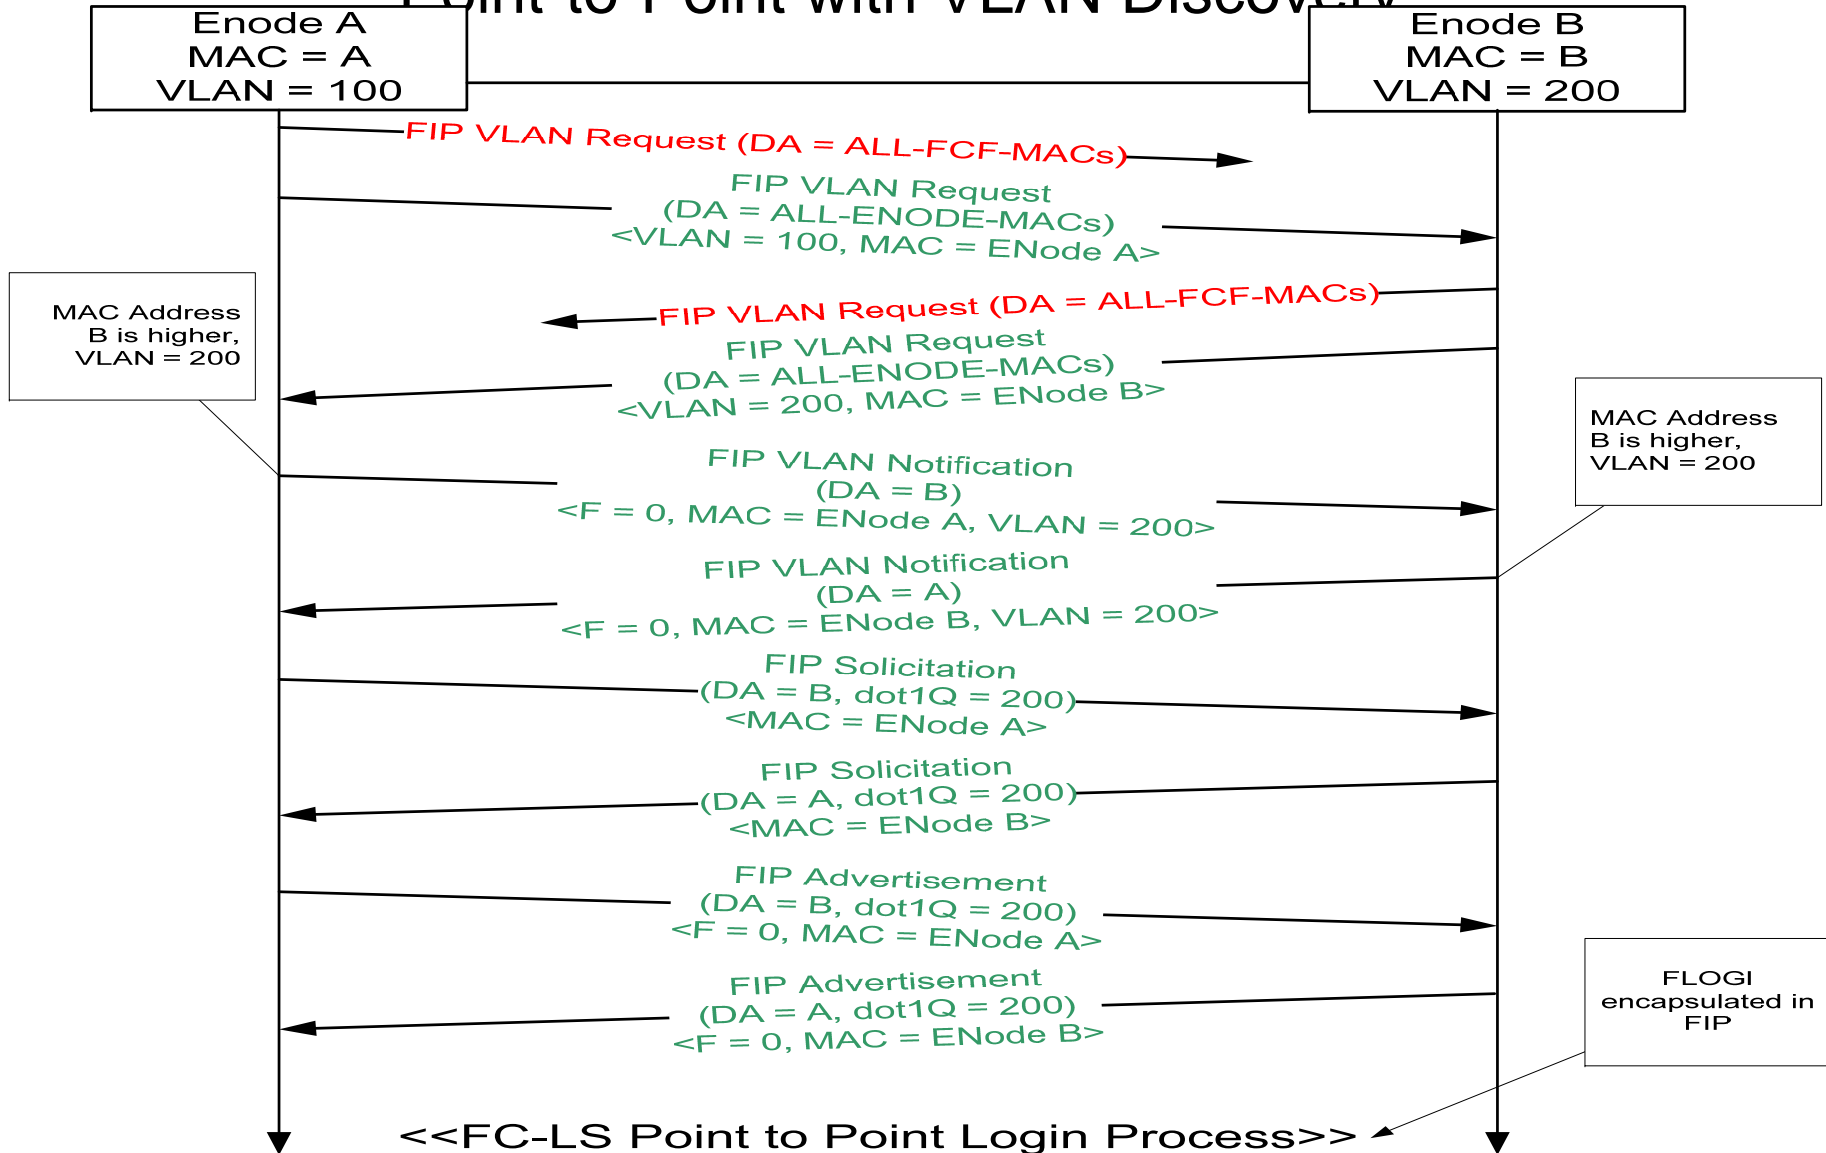 Point to Point with VLAN Discovery
Enode A
MAC = A
VLAN = 100
Enode B
MAC = B
VLAN = 200
FIP VLAN Request (DA = ALL-FCF-MACs)
FIP VLAN Request
(DA = ALL-ENODE-MACs)
<VLAN = 100, MAC = ENode A>
MAC Address
B is higher,
VLAN = 200
FIP VLAN Request (DA = ALL-FCF-MACs)
FIP VLAN Request
(DA = ALL-ENODE-MACs)
<VLAN = 200, MAC = ENode B>
MAC Address
B is higher,
VLAN = 200
FIP VLAN Notification
(DA = B)
<F = 0, MAC = ENode A, VLAN = 200>
FIP VLAN Notification
(DA = A)
<F = 0, MAC = ENode B, VLAN = 200>
FIP Solicitation
(DA = B, dot1Q = 200)
<MAC = ENode A>
FIP Solicitation
(DA = A, dot1Q = 200)
<MAC = ENode B>
FIP Advertisement
(DA = B, dot1Q = 200)
<F = 0, MAC = ENode A>
FIP Advertisement
(DA = A, dot1Q = 200)
<F = 0, MAC = ENode B>
FLOGI
encapsulated in
FIP
<<FC-LS Point to Point Login Process>>